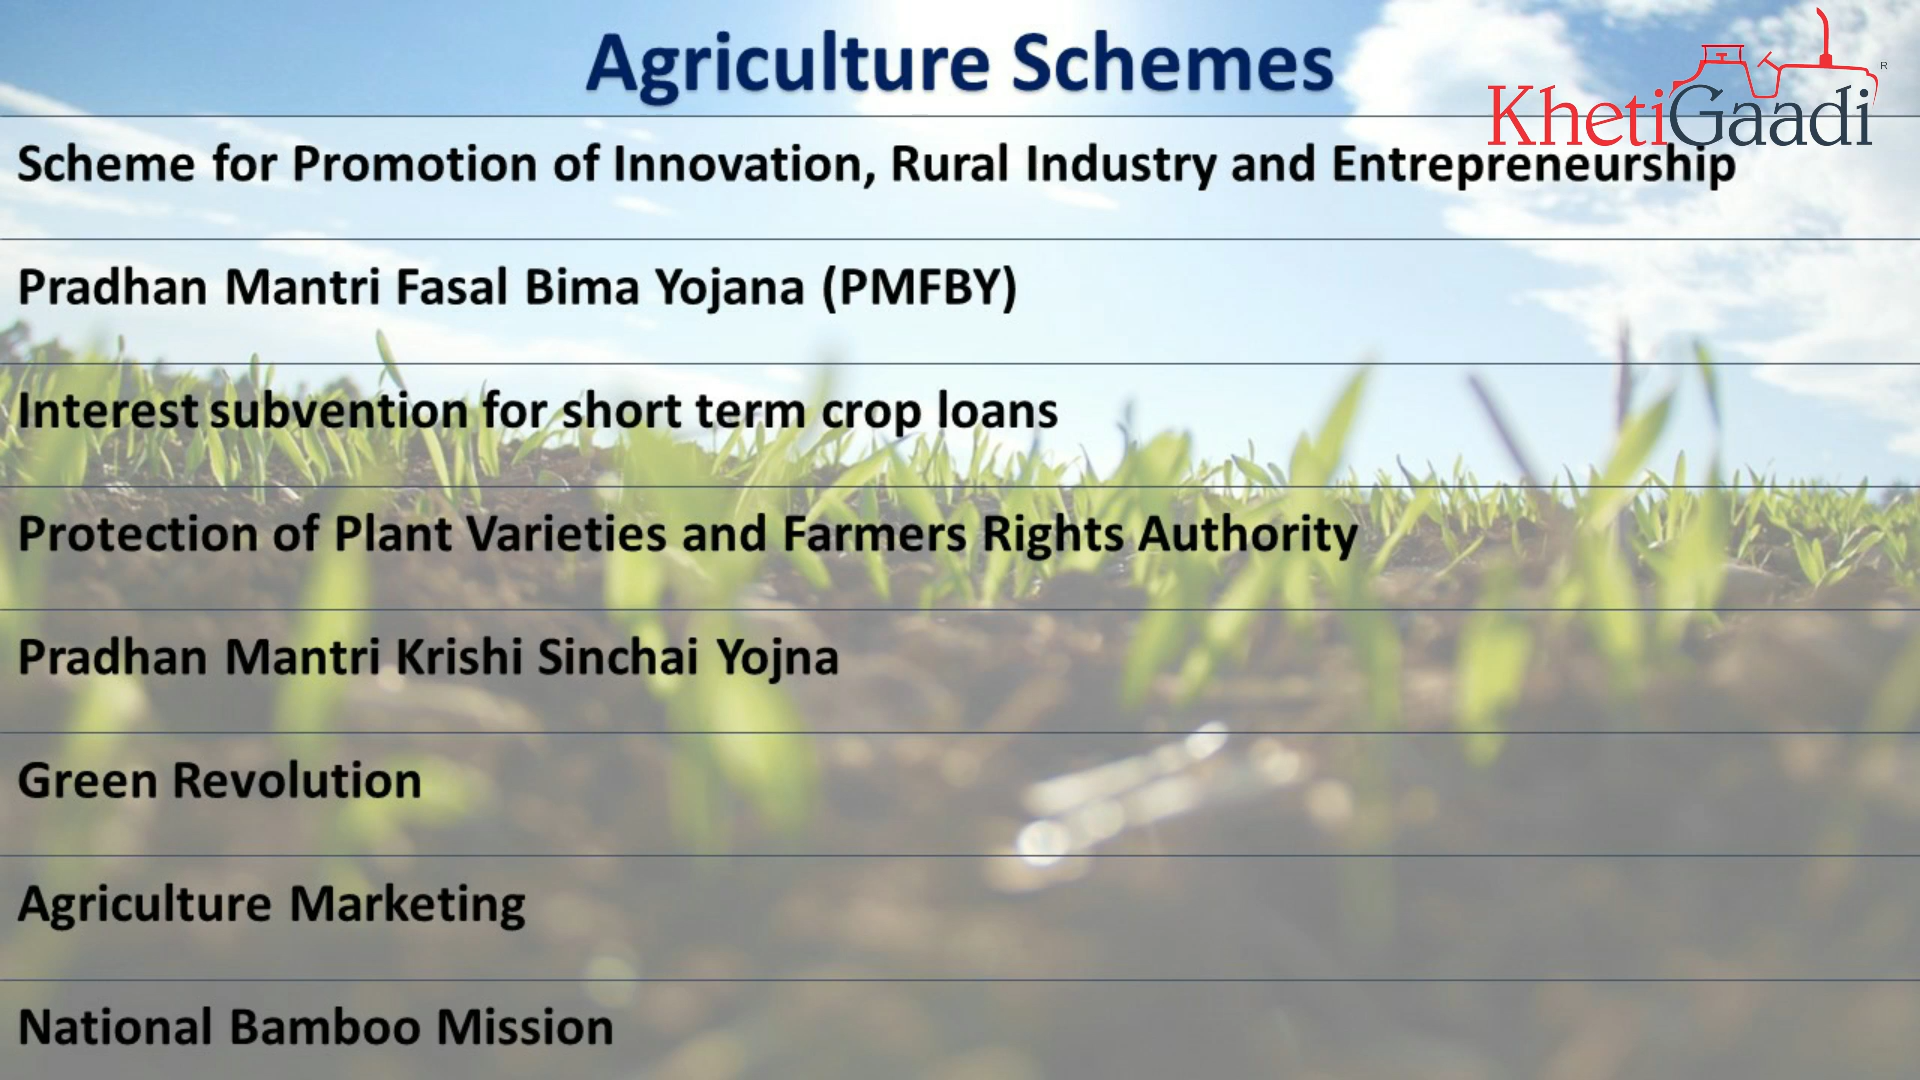 Agriculture Schemes
KhetiGaadi
R
Scheme for Promotion of Innovation, Rural Industry and Entrepreneurship
Pradhan Mantri Fasal Bima Yojana (PMFBY)
Interest subvention for short term crop loans
Protection of Plant Varieties and Farmers Rights Authority
Pradhan Mantri Krishi Sinchai Yojna
Green Revolution
Agriculture Marketing
National Bamboo Mission